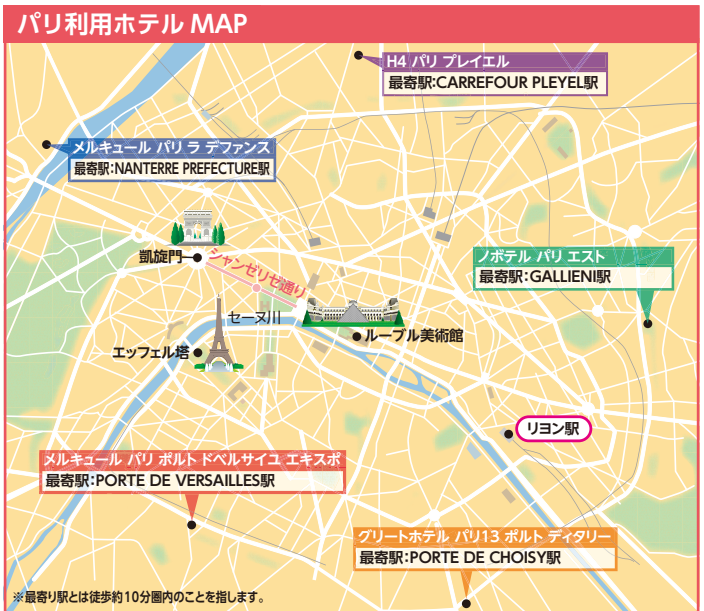 パリ利用ホテル MAP
H4 パリ プレイエル
最寄駅:CARREFOUR PLEYEL駅
メルキュール パリ ラ デファンス
最寄駅:NANTERRE PREFECTURE駅
凱旋門
シャンゼリゼ通り
ノボテル パリ エスト
最寄駅:GALLIENI駅
セーヌ川
ルーブル美術館
エッフェル塔
リヨン駅
メルキュール パリ ポルト ドベルサイユ エキスポ
最寄駅:PORTE DE VERSAILLES駅
グリートホテル パリ13 ポルト ディタリー
最寄駅:PORTE DE CHOISY駅
※最寄り駅とは徒歩約10分圏内のことを指します。